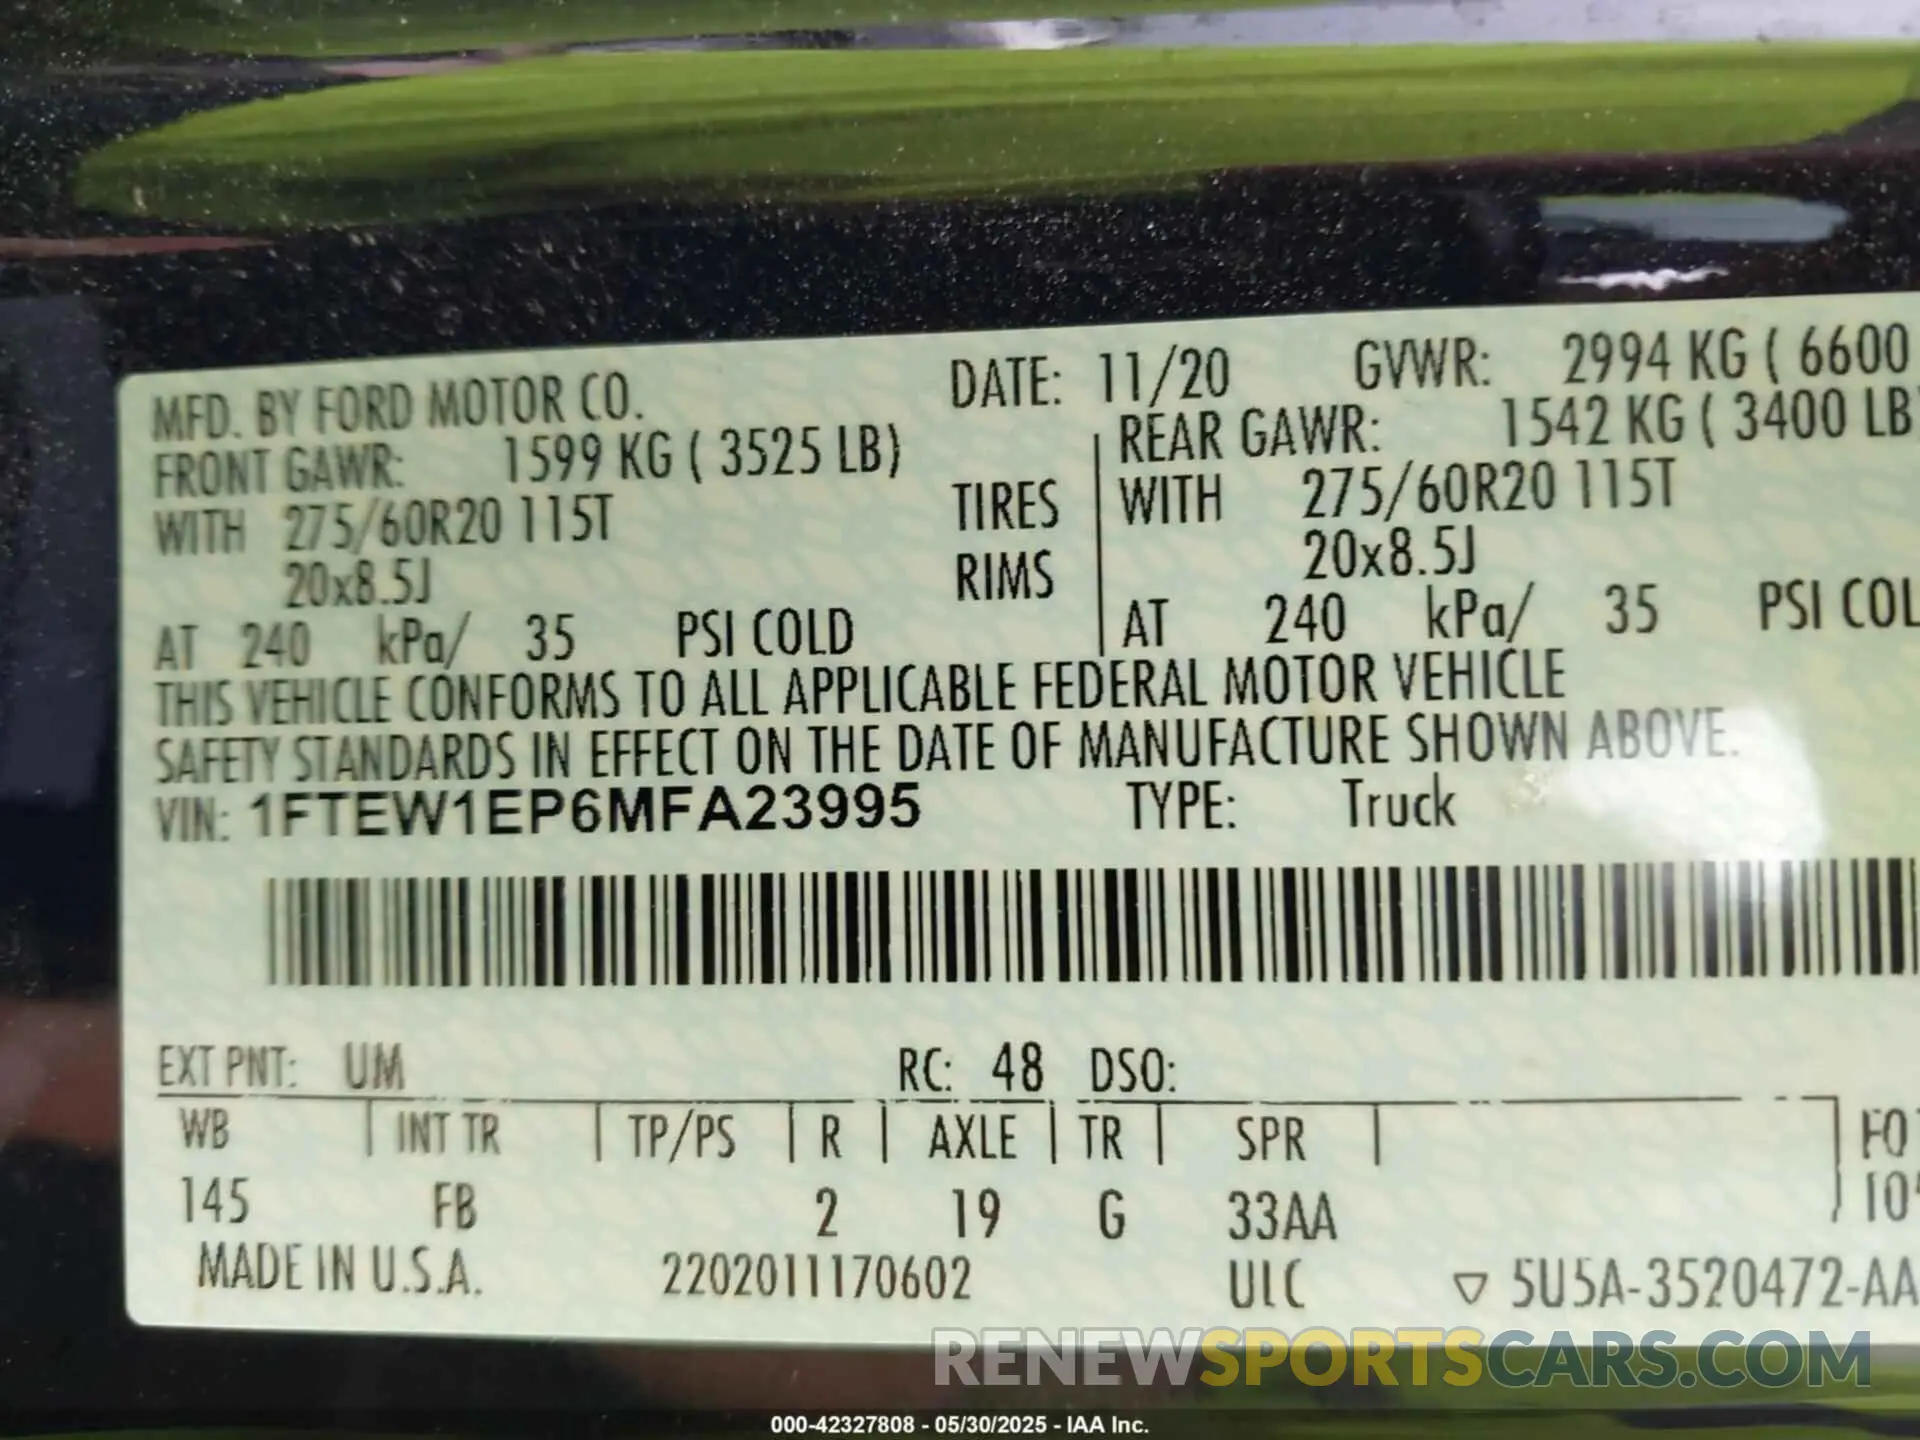 MFD. BY FORD MOTOR CO. DATE: 11/20 GVWR: 2994 KG ( 6600
FRONT GAWR: 1599 KG ( 3525 LB) REAR GAWR: 1542 KG ( 3400 LB
WITH 275/60R20 115T TIRES WITH 275/60R20 115T
20x8.5J RIMS 20x8.5J
AT 240 kPa/ 35 PSI COLD AT 240 kPa/ 35 PSI COL
THIS VEHICLE CONFORMS TO ALL APPLICABLE FEDERAL MOTOR VEHICLE
SAFETY STANDARDS IN EFFECT ON THE DATE OF MANUFACTURE SHOWN ABOVE.
VIN: 1FTEW1EP6MFA23995 TYPE: Truck
EXT PNT: UM RC: 48 DSO:
WB INT TR TP/PS R AXLE TR SPR
145 FB 2 19 G 33AA
MADE IN U.S.A. 2202011170602 ULC ▽ 5U5A-3520472-AA
RENEWSPORTSCARS.COM
000-42327808 - 05/30/2025 - IAA Inc.